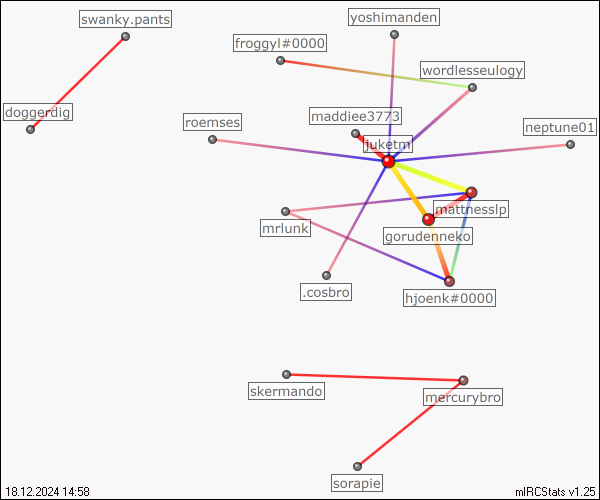 swanky.pants
yoshimanden
froggyl#0000
wordlesseulogy
doggerdig
maddiee3773
roemses
neptune01
juketm
mattnesslp
mrlunk
gorudenneko
.cosbro
hjoenk#0000
skermando
mercurybro
sorapie
18.12.2024 14:58
mIRCStats v1.25